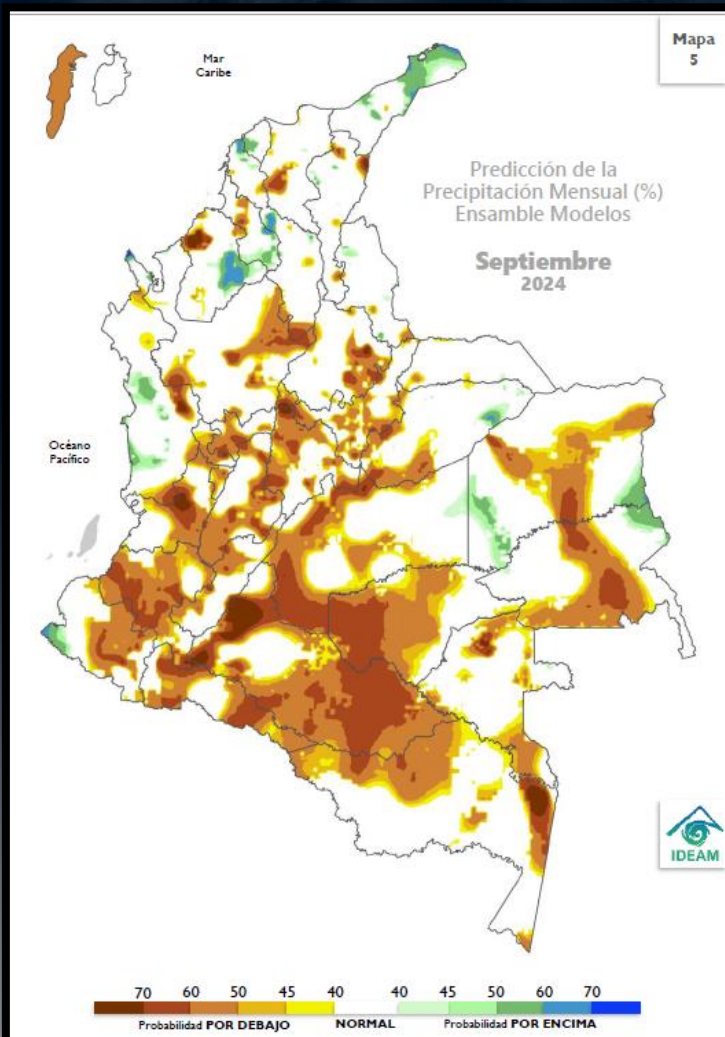 Mar
Caribe
Mapa
5
Predicción de la
Precipitación Mensual (%)
Ensamble Modelos
Septiembre
2024
Océano
Pacífico
IDEAM
70 60 50 45 40 40 45 50 60 70
Probabilidad POR DEBAJO NORMAL Probabilidad POR ENCIMA